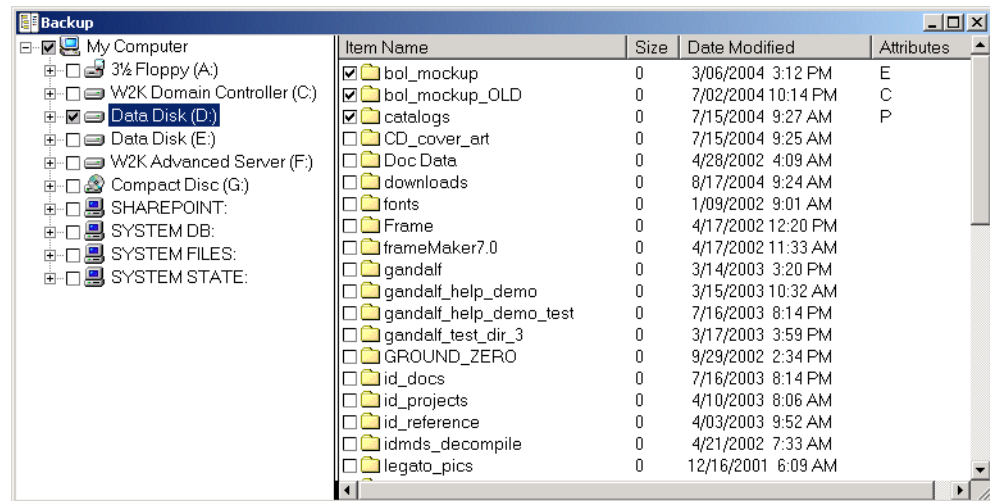 Backup
My Computer
3½ Floppy (A:)
W2K Domain Controller (C:)
Data Disk (D:)
Data Disk (E:)
W2K Advanced Server (F:)
Compact Disc (G:)
SHAREPOINT:
SYSTEM DB:
SYSTEM FILES:
SYSTEM STATE:
Item Name Size Date Modified Attributes
bol_mockup 0 3/06/2004 3:12 PM E
bol_mockup_OLD 0 7/02/2004 10:14 PM C
catalogs 0 7/15/2004 9:27 AM P
CD_cover_art 0 7/15/2004 9:25 AM
Doc Data 0 4/28/2002 4:09 AM
downloads 0 8/17/2004 9:24 AM
fonts 0 1/09/2002 9:01 AM
Frame 0 4/17/2002 12:20 PM
frameMaker7.0 0 4/17/2002 11:33 AM
gandalf 0 3/14/2003 3:20 PM
gandalf_help_demo 0 3/15/2003 10:32 AM
gandalf_help_demo_test 0 7/16/2003 8:14 PM
gandalf_test_dir_3 0 3/17/2003 3:59 PM
GROUND_ZERO 0 9/29/2002 2:34 PM
id_docs 0 7/16/2003 8:14 PM
id_projects 0 4/10/2003 8:06 AM
id_reference 0 4/03/2003 9:52 AM
idmds_decompile 0 4/21/2002 7:33 AM
legato_pics 0 12/16/2001 6:09 AM